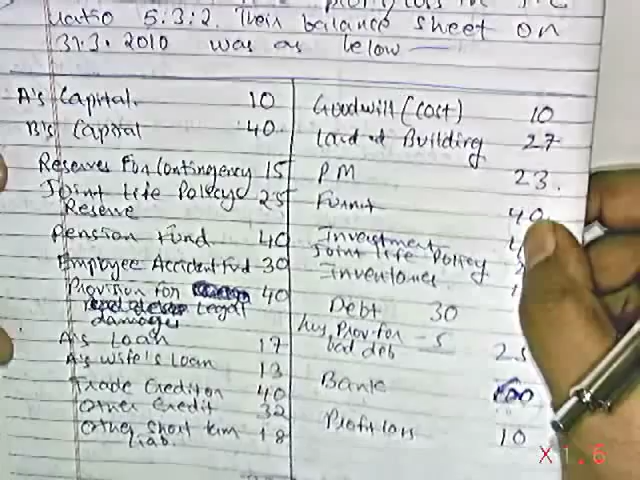 Ratio 5:3:2. Their balance sheet on
31.3.2010 was as below
A's Capital. 10
B's Capital 40
Reserves for Contingency 15
Joint Life Policy 25
Reserve
Pension Fund 40
Employee Accident Fund 30
Provision for 40
Legal
damages
A's Loan 17
A's Wife's Loan 13
Trade Creditor 40
Other Credit 32
Other Short term 18
Liab.
Goodwill (Cost) 10
Land & Building 27
PM 23.
Furnit 40
Investment
Joint Life Policy
Inventories
Debt 30
less Prov for 5
bad deb 25
Bank
Profit loss 10
X 1.6